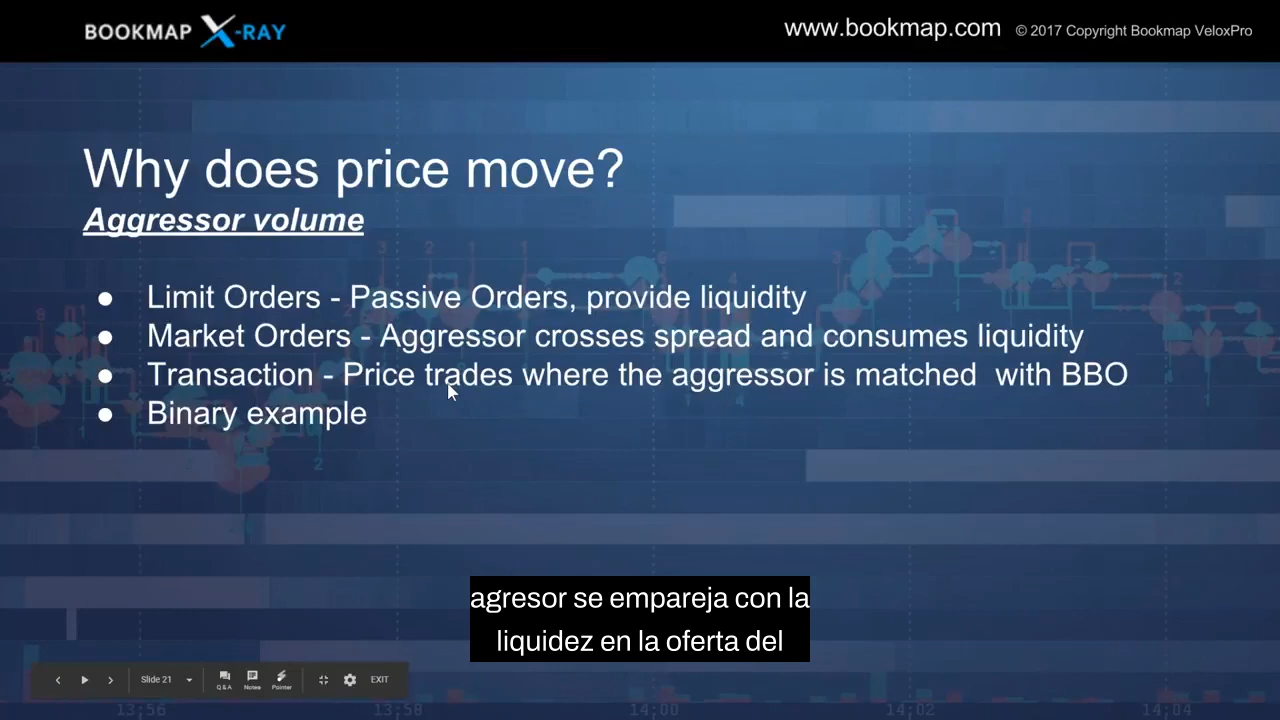 BOOKMAP X-RAY
www.bookmap.com © 2017 Copyright Bookmap VeloxPro
Why does price move?
Aggressor volume
● Limit Orders - Passive Orders, provide liquidity
● Market Orders - Aggressor crosses spread and consumes liquidity
● Transaction - Price trades where the aggressor is matched with BBO
● Binary example
agresor se empareja con la
liquidez en la oferta del
Slide 21 Q&A Notes Pointer EXIT
13:56 13:58 14:00 14:02 14:04